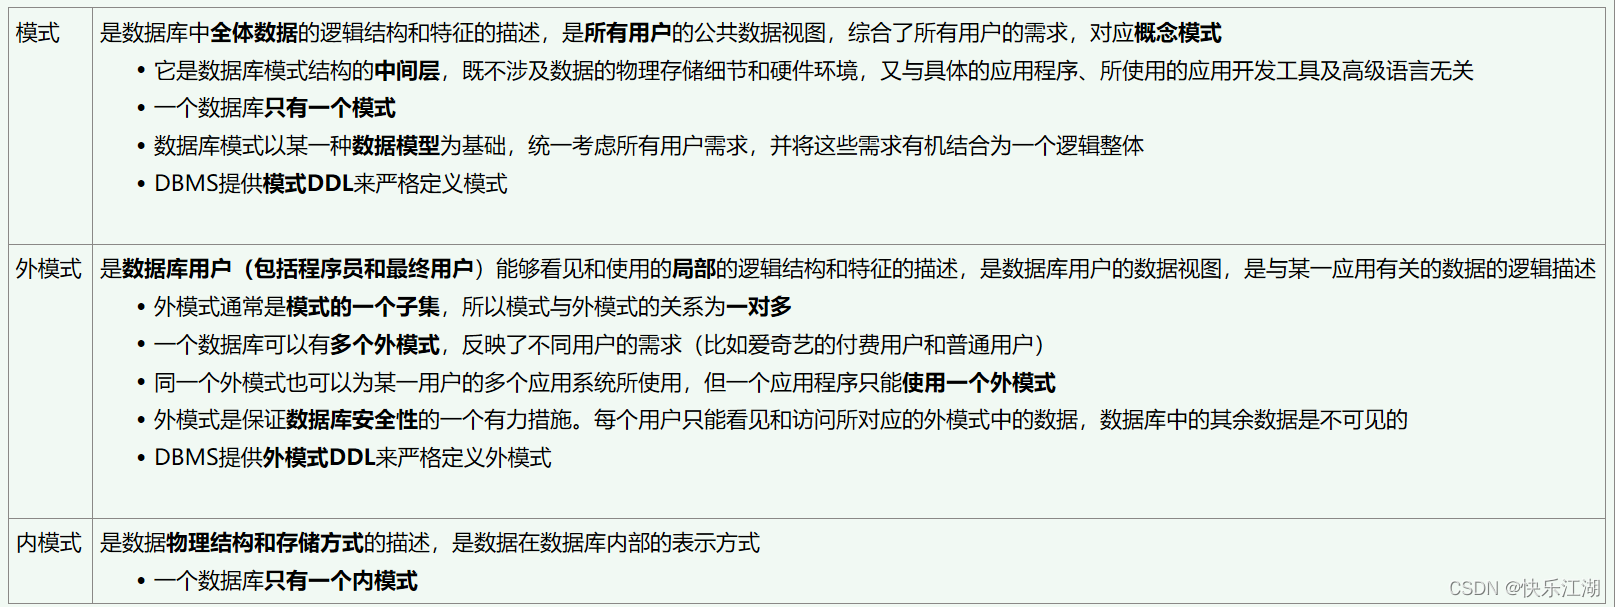 模式
是数据库中全体数据的逻辑结构和特征的描述，是所有用户的公共数据视图，综合了所有用户的需求，对应概念模式
• 它是数据库模式结构的中间层，既不涉及数据的物理存储细节和硬件环境，又与具体的应用程序、所使用的应用开发工具及高级语言无关
• 一个数据库只有一个模式
• 数据库模式以某一种数据模型为基础，统一考虑所有用户需求，并将这些需求有机结合为一个逻辑整体
• DBMS提供模式DDL来严格定义模式
外模式
是数据库用户（包括程序员和最终用户）能够看见和使用的局部的逻辑结构和特征的描述，是数据库用户的数据视图，是与某一应用有关的数据的逻辑描述
• 外模式通常是模式的一个子集，所以模式与外模式的关系为一对多
• 一个数据库可以有多个外模式，反映了不同用户的需求（比如爱奇艺的付费用户和普通用户）
• 同一个外模式也可以为某一用户的多个应用系统所使用，但一个应用程序只能使用一个外模式
• 外模式是保证数据库安全性的一个有力措施。每个用户只能看见和访问所对应的外模式中的数据，数据库中的其余数据是不可见的
• DBMS提供外模式DDL来严格定义外模式
内模式
是数据物理结构和存储方式的描述，是数据在数据库内部的表示方式
• 一个数据库只有一个内模式
CSDN @快乐江湖